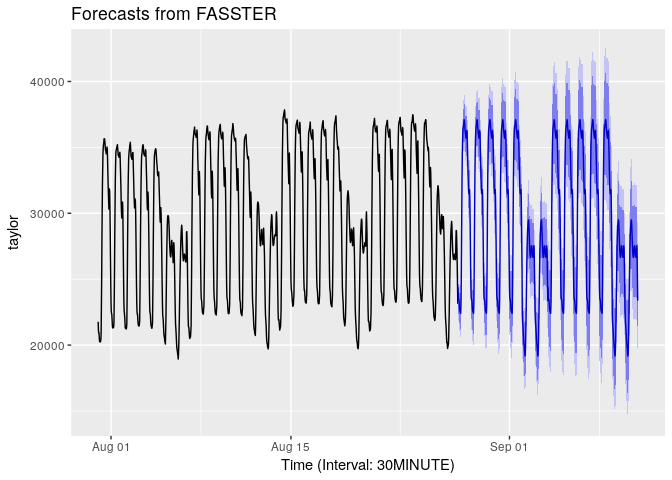 Forecasts from FASSTER
40000
30000
20000
taylor
Aug 01
Aug 15
Sep 01
Time (Interval: 30MINUTE)